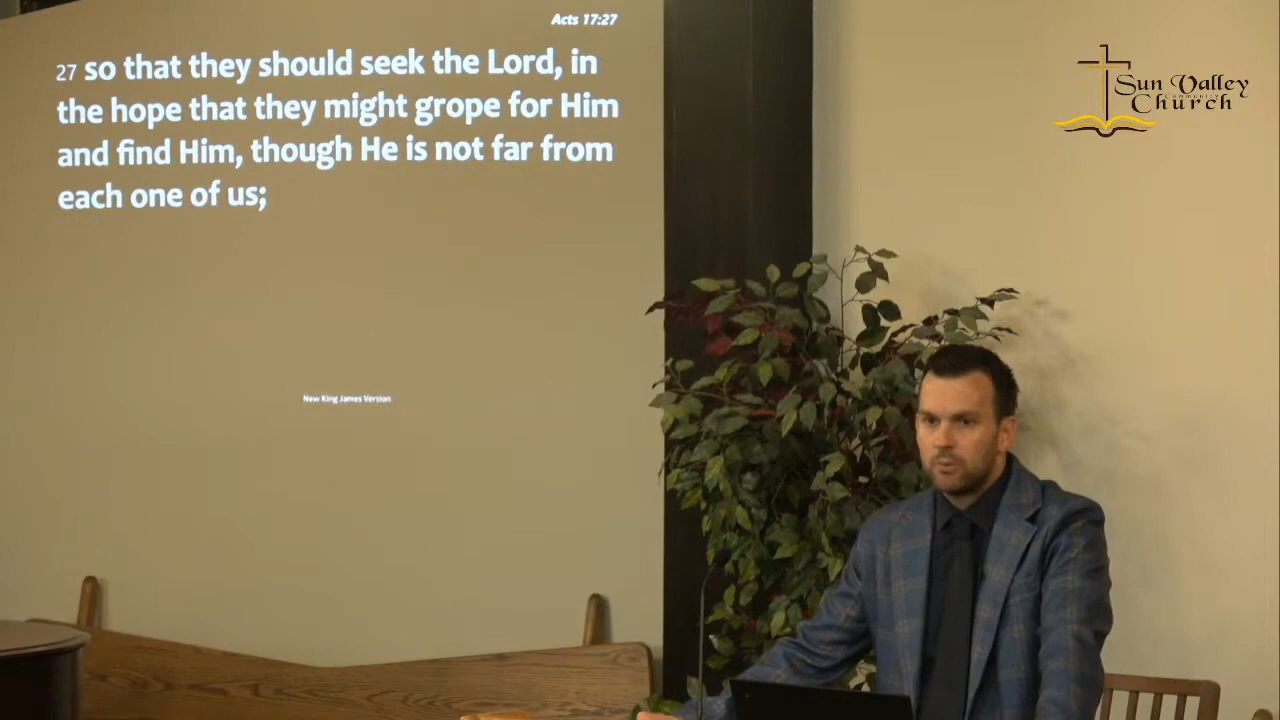 Acts 17:27
27 so that they should seek the Lord, in
the hope that they might grope for Him
and find Him, though He is not far from
each one of us;
New King James Version
Sun Valley
Community
Church